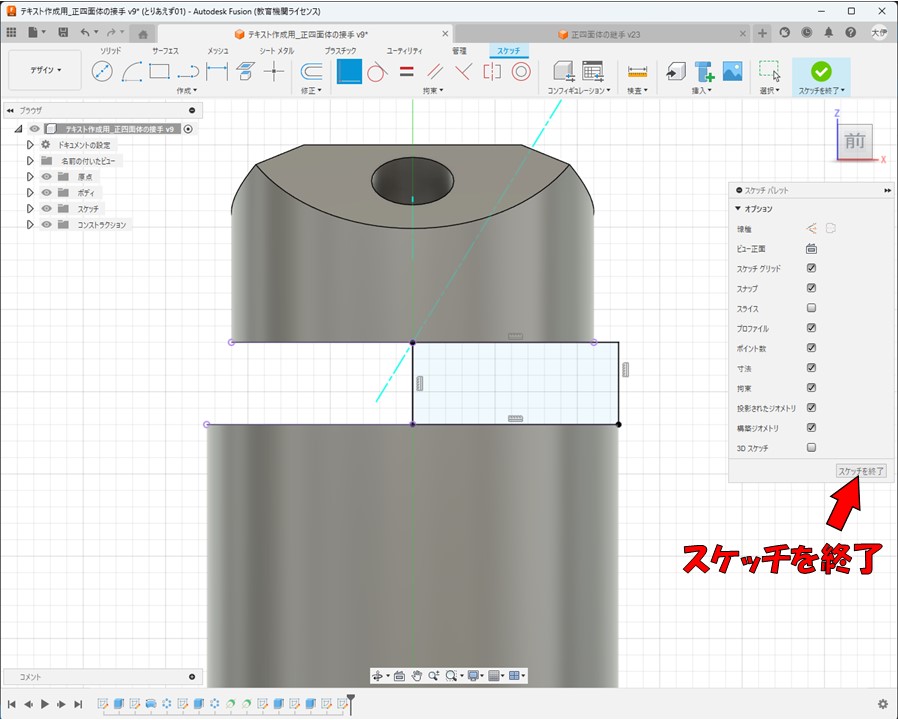 テキスト作成用_正四面体の接手 v9* (とりあえず01) - Autodesk Fusion (教育機関ライセンス)
テキスト作成用_正四面体の接手 v9*
正四面体の継手 v23
大伊
ソリッド サーフェス メッシュ シート メタル プラスチック ユーティリティ 管理 スケッチ
デザイン
作成 修正 拘束 コンフィギュレーション 検査 挿入 選択 スケッチを終了
ブラウザ
テキスト作成用_正四面体の接手 v9
ドキュメントの設定
名前の付いたビュー
原点
ボディ
スケッチ
コンストラクション
Z
前
X
スケッチ パレット
オプション
線種
ビュー正面
スケッチ グリッド
スナップ
スライス
プロファイル
ポイント数
寸法
拘束
投影されたジオメトリ
構築ジオメトリ
3D スケッチ
スケッチを終了
スケッチを終了
コメント